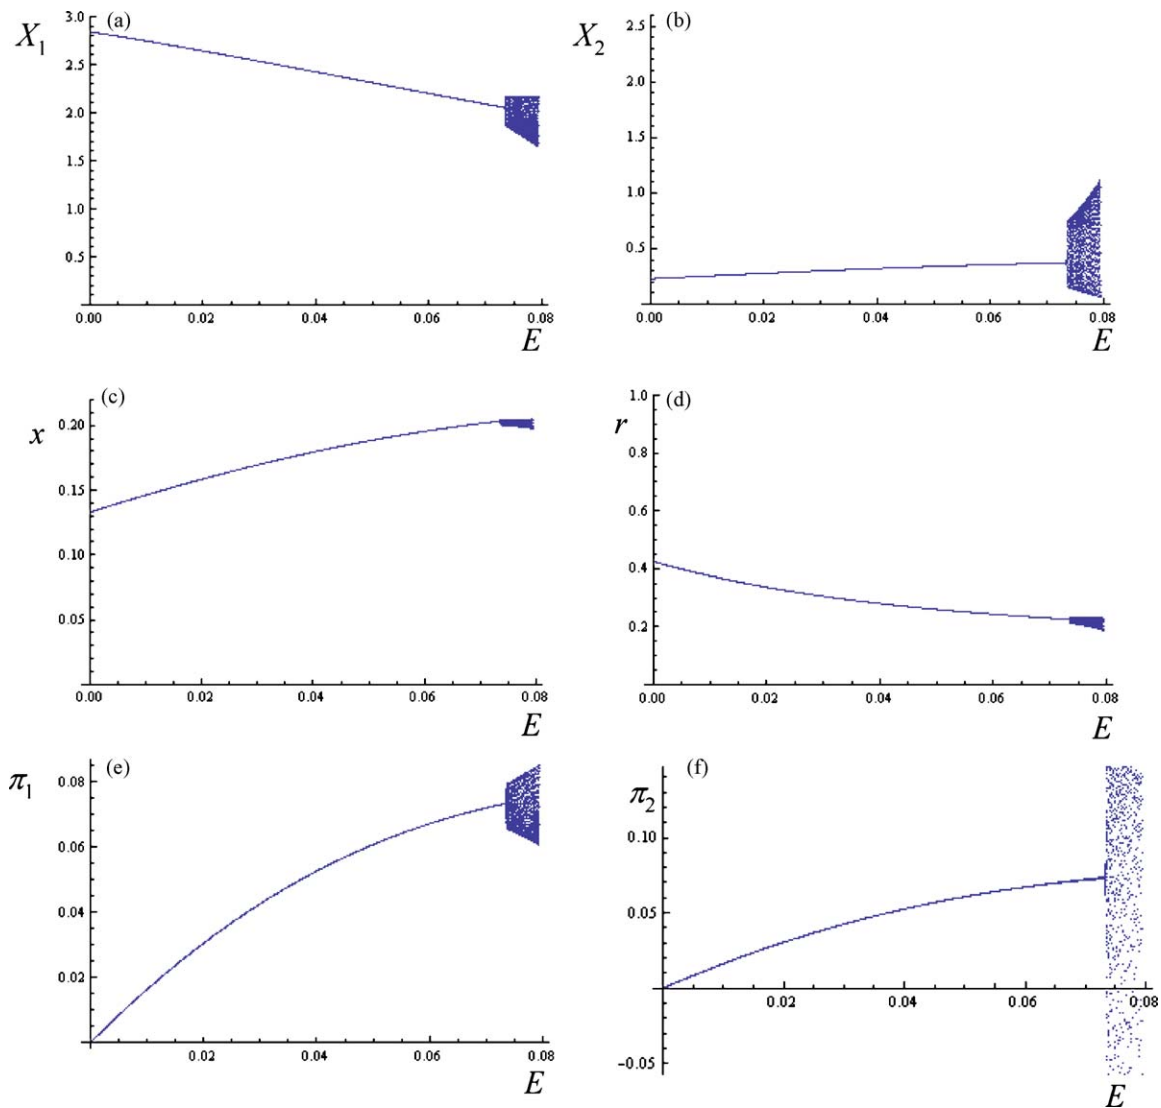 (a)
X1
3.0
2.5
2.0
1.5
1.0
0.5
0.00 0.02 0.04 0.06 0.08
E
(b)
X2
2.5
2.0
1.5
1.0
0.5
0.00 0.02 0.04 0.06 0.08
E
(c)
x
0.20
0.15
0.10
0.05
0.00 0.02 0.04 0.06 0.08
E
(d)
r
1.0
0.8
0.6
0.4
0.2
0.00 0.02 0.04 0.06 0.08
E
(e)
π1
0.08
0.06
0.04
0.02
0.02 0.04 0.06 0.08
E
(f)
π2
0.10
0.05
0.02 0.04 0.06 0.08
-0.05
E